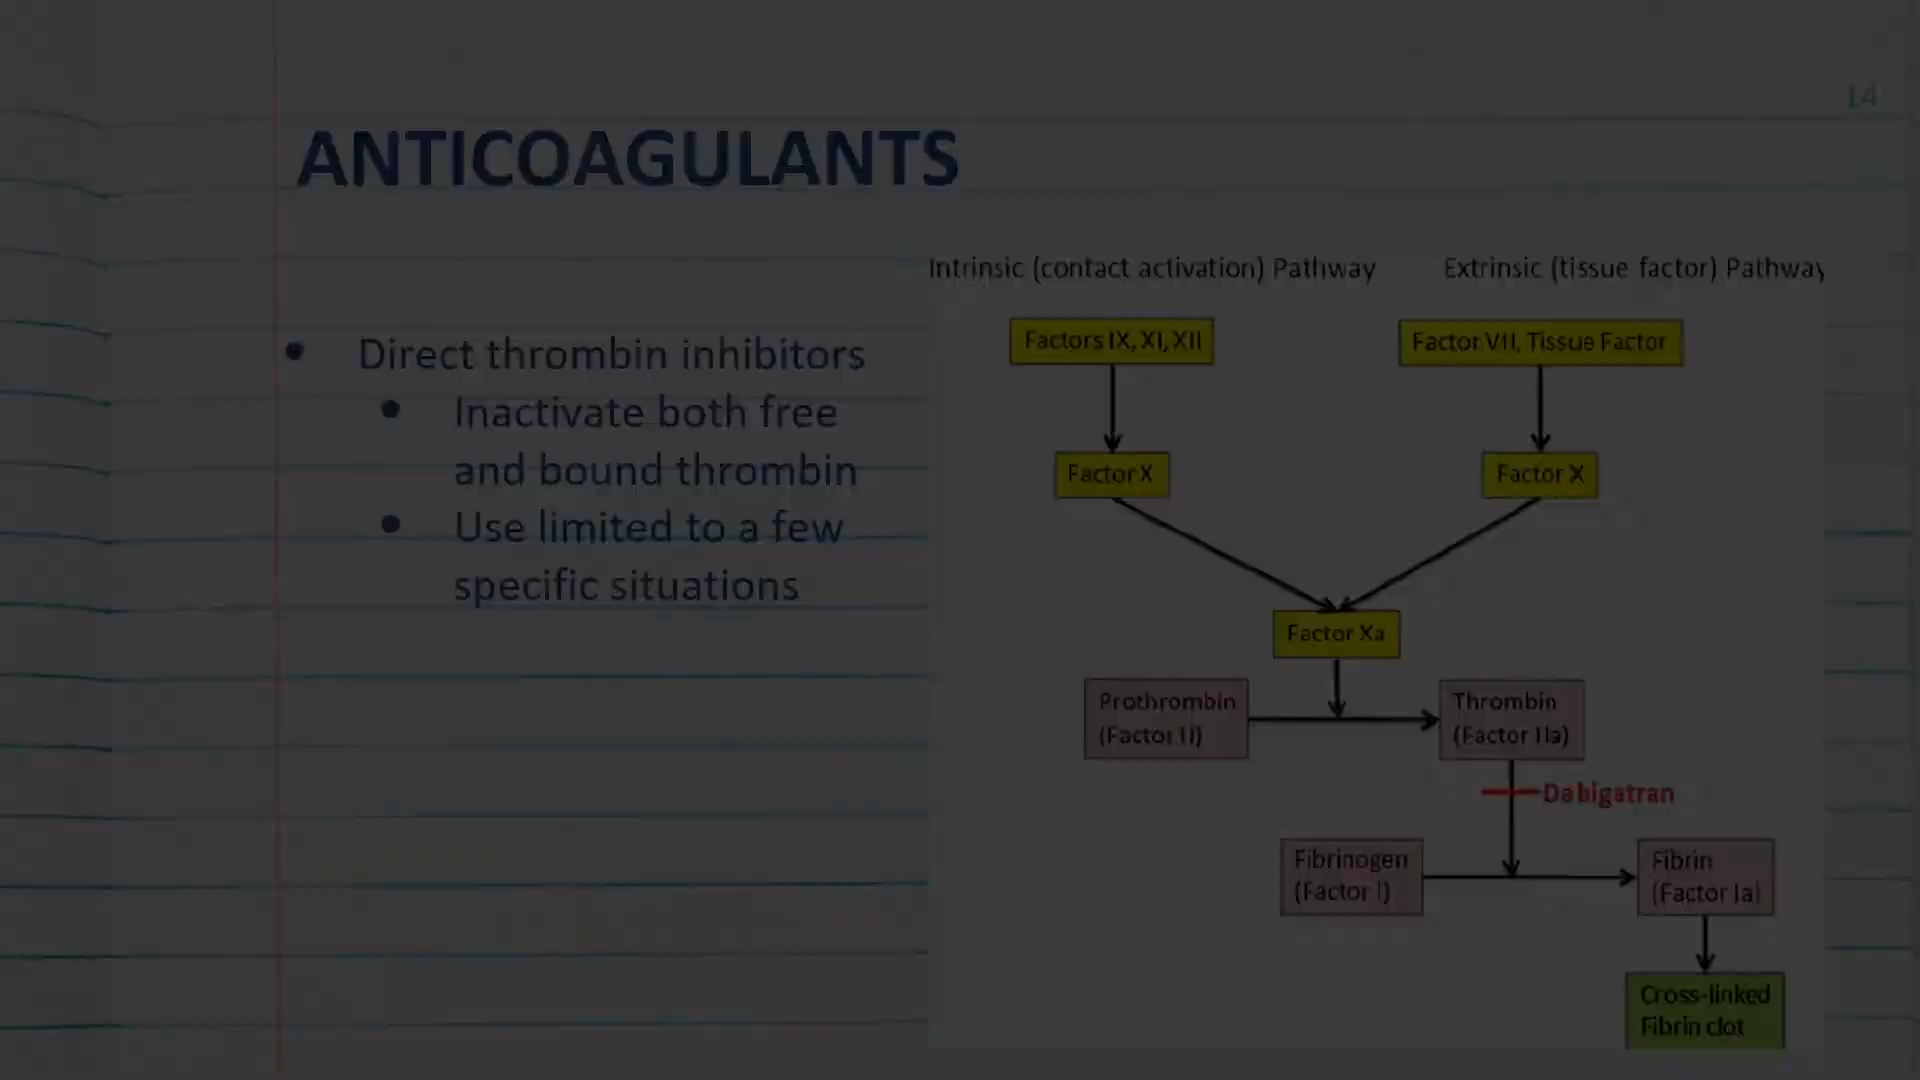 14
ANTICOAGULANTS
Direct thrombin inhibitors
Inactivate both free
and bound thrombin
Use limited to a few
specific situations
Intrinsic (contact activation) Pathway
Extrinsic (tissue factor) Pathway
Factors IX, XI, XII
Factor VII, Tissue Factor
Factor X
Factor X
Factor Xa
Prothrombin
(Factor II)
Thrombin
(Factor IIa)
Dabigatran
Fibrinogen
(Factor I)
Fibrin
(Factor Ia)
Cross-linked
Fibrin clot